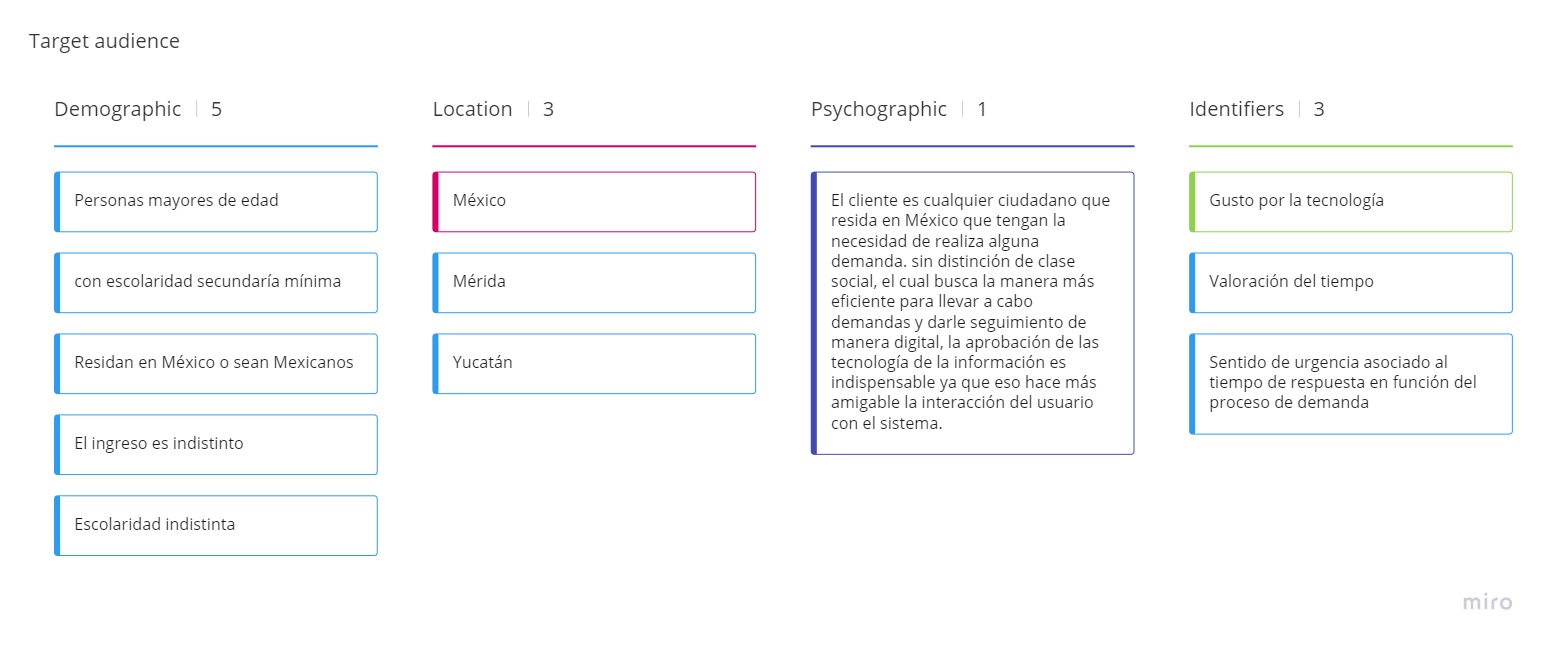 Target audience
Demographic | 5
Personas mayores de edad
con escolaridad secundaría mínima
Residan en México o sean Mexicanos
El ingreso es indistinto
Escolaridad indistinta
Location | 3
México
Mérida
Yucatán
Psychographic | 1
El cliente es cualquier ciudadano que
resida en México que tengan la
necesidad de realiza alguna
demanda. sin distinción de clase
social, el cual busca la manera más
eficiente para llevar a cabo
demandas y darle seguimiento de
manera digital, la aprobación de las
tecnología de la información es
indispensable ya que eso hace más
amigable la interacción del usuario
con el sistema.
Identifiers | 3
Gusto por la tecnología
Valoración del tiempo
Sentido de urgencia asociado al
tiempo de respuesta en función del
proceso de demanda
miro